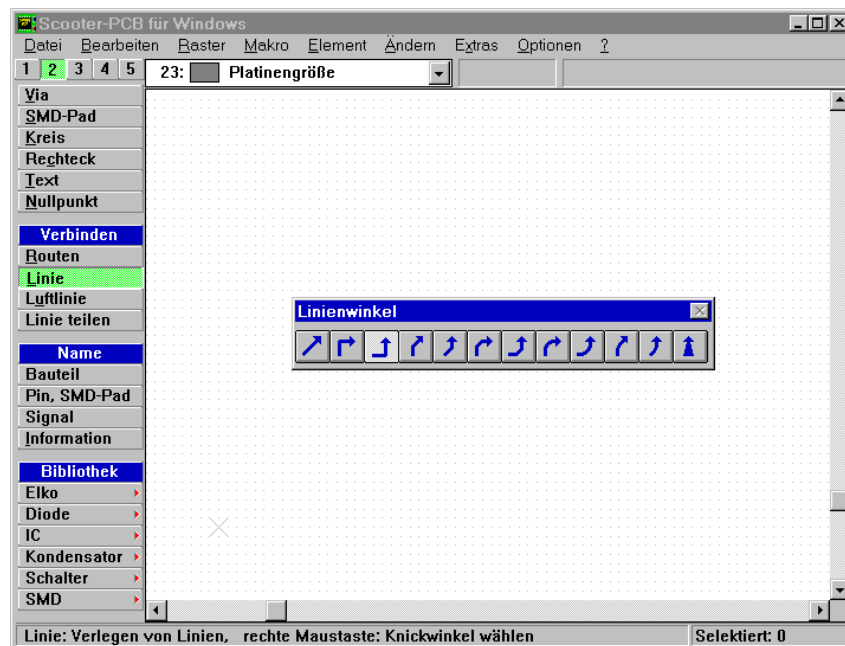 Scooter-PCB für Windows
Datei Bearbeiten Raster Makro Element Ändern Extras Optionen ?
1 2 3 4 5 23: Platinengröße
Via
SMD-Pad
Kreis
Rechteck
Text
Nullpunkt
Verbinden
Routen
Linie
Luftlinie
Linie teilen
Linienwinkel
Name
Bauteil
Pin, SMD-Pad
Signal
Information
Bibliothek
Elko
Diode
IC
Kondensator
Schalter
SMD
Linie: Verlegen von Linien, rechte Maustaste: Knickwinkel wählen Selektiert: 0